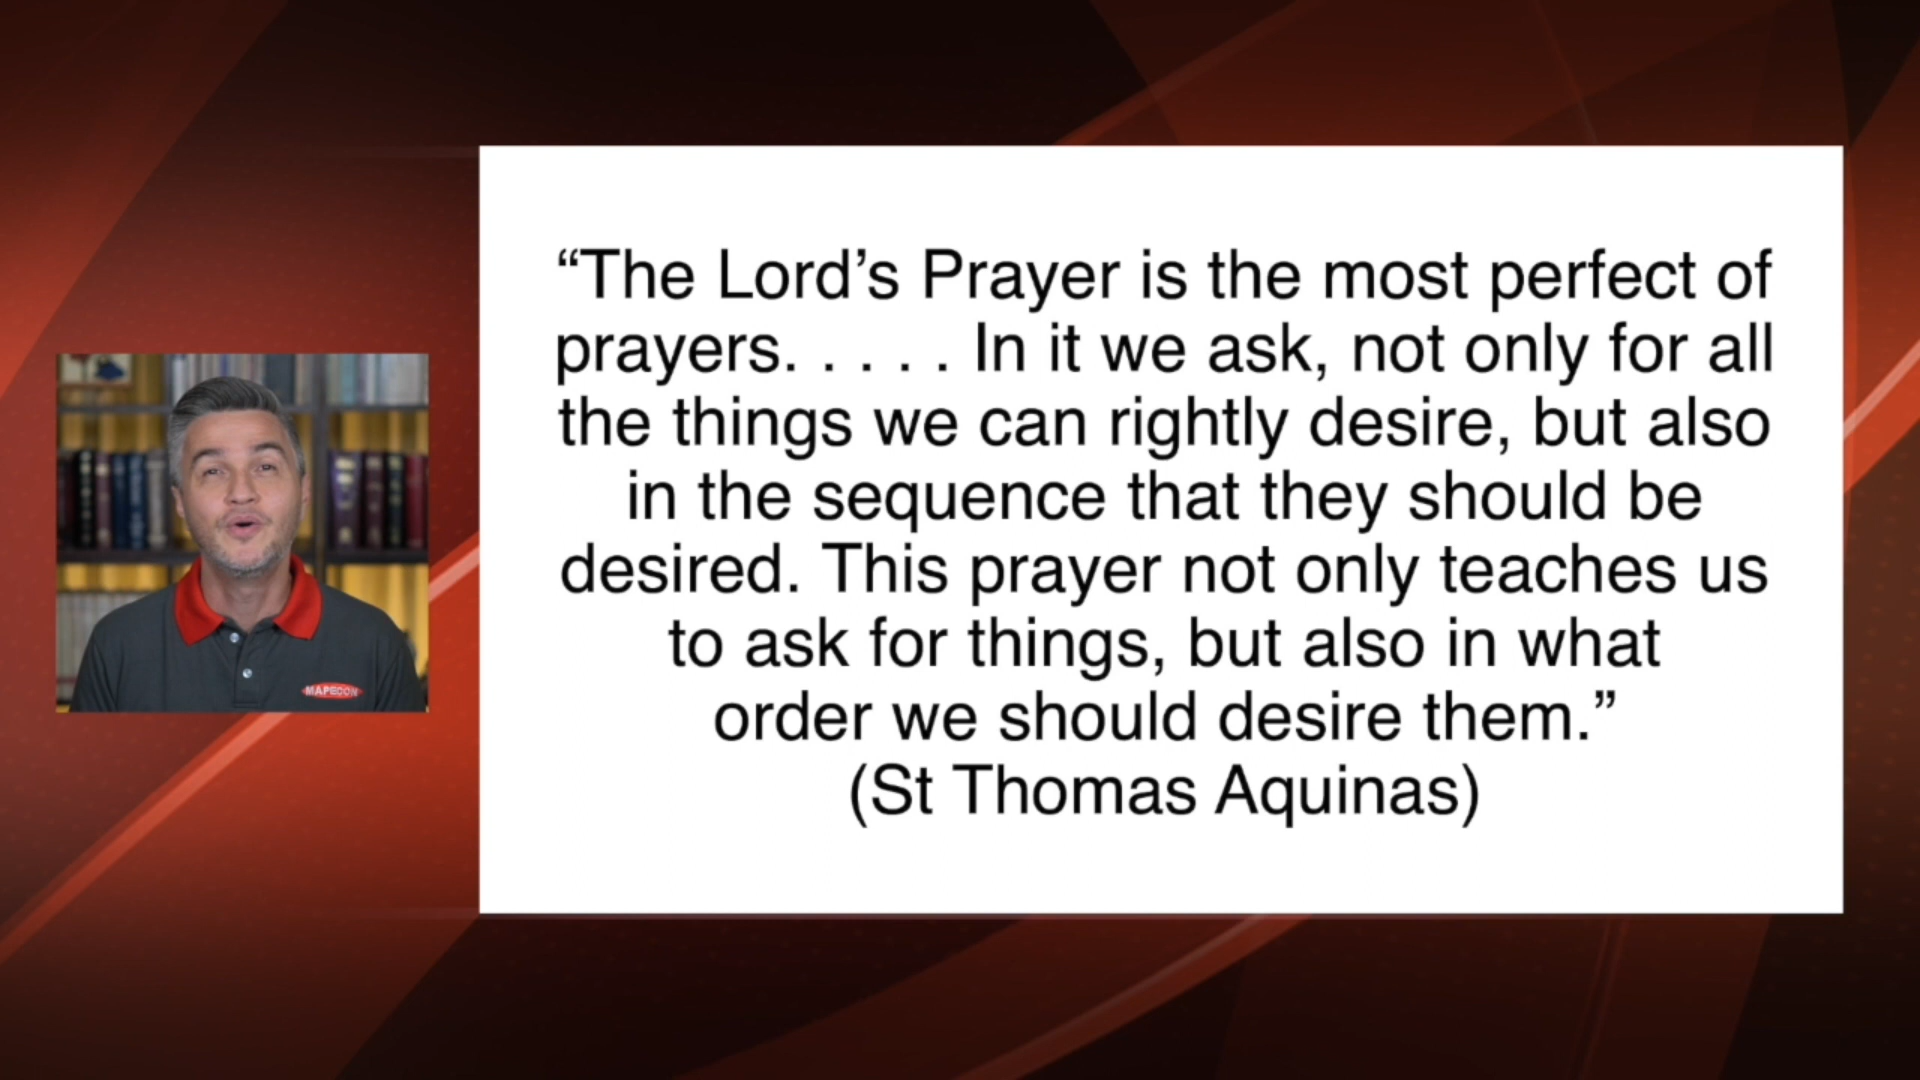 “The Lord’s Prayer is the most perfect of
prayers. . . . . In it we ask, not only for all
the things we can rightly desire, but also
in the sequence that they should be
desired. This prayer not only teaches us
to ask for things, but also in what
order we should desire them.”
(St Thomas Aquinas)
MAPECON